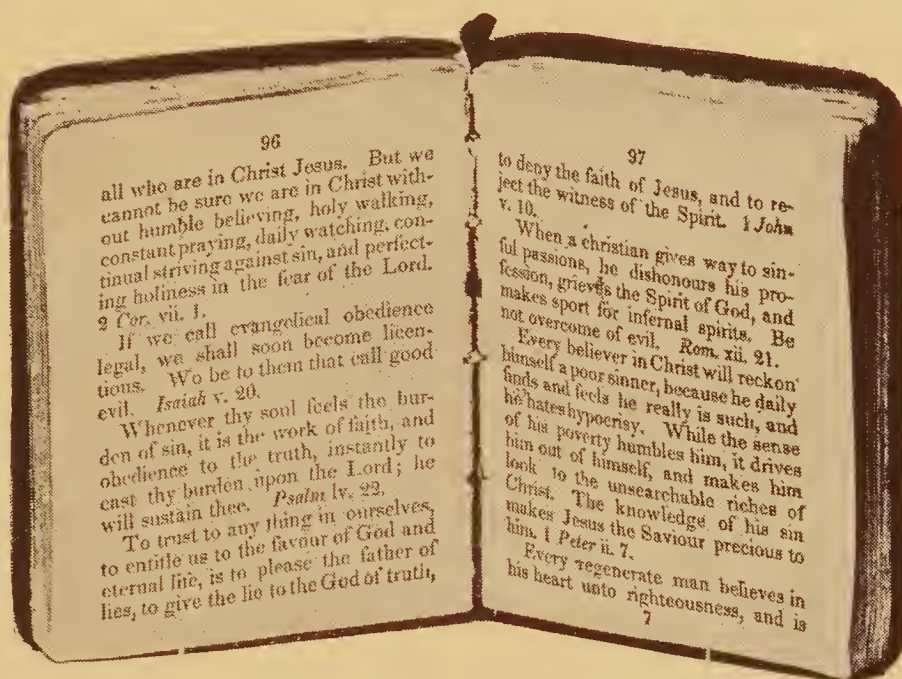 96
all who are in Christ Jesus. But we
cannot be sure we are in Christ with-
out humble believing, holy walking,
constant praying, daily watching, con-
tinual striving against sin, and perfect-
ing holiness in the fear of the Lord.
2 Cor. vii. 1.
If we call evangelical obedience
legal, we shall soon become licen-
tious. Wo be to them that call good
evil. Isaiah v. 20.
Whenever thy soul feels the bur-
den of sin, it is the work of faith, and
obedience to the truth, instantly to
cast thy burden upon the Lord; he
will sustain thee. Psalm lv. 22.
To trust to any thing in ourselves,
to entitle us to the favour of God and
eternal life, is to please the father of
lies, to give the lie to the God of truth,
97
to deny the faith of Jesus, and to re-
ject the witness of the Spirit. 1 John
v. 10.
When a christian gives way to sin-
ful passions, he dishonours his pro-
fession, grieves the Spirit of God, and
makes sport for infernal spirits. Be
not overcome of evil. Rom. xii. 21.
Every believer in Christ will reckon
himself a poor sinner, because he daily
finds and feels he really is such, and
he hates hypocrisy. While the sense
of his poverty humbles him, it drives
him out of himself, and makes him
look to the unsearchable riches of
Christ. The knowledge of his sin
makes Jesus the Saviour precious to
him. 1 Peter ii. 7.
Every regenerate man believes in
his heart unto righteousness, and is
7